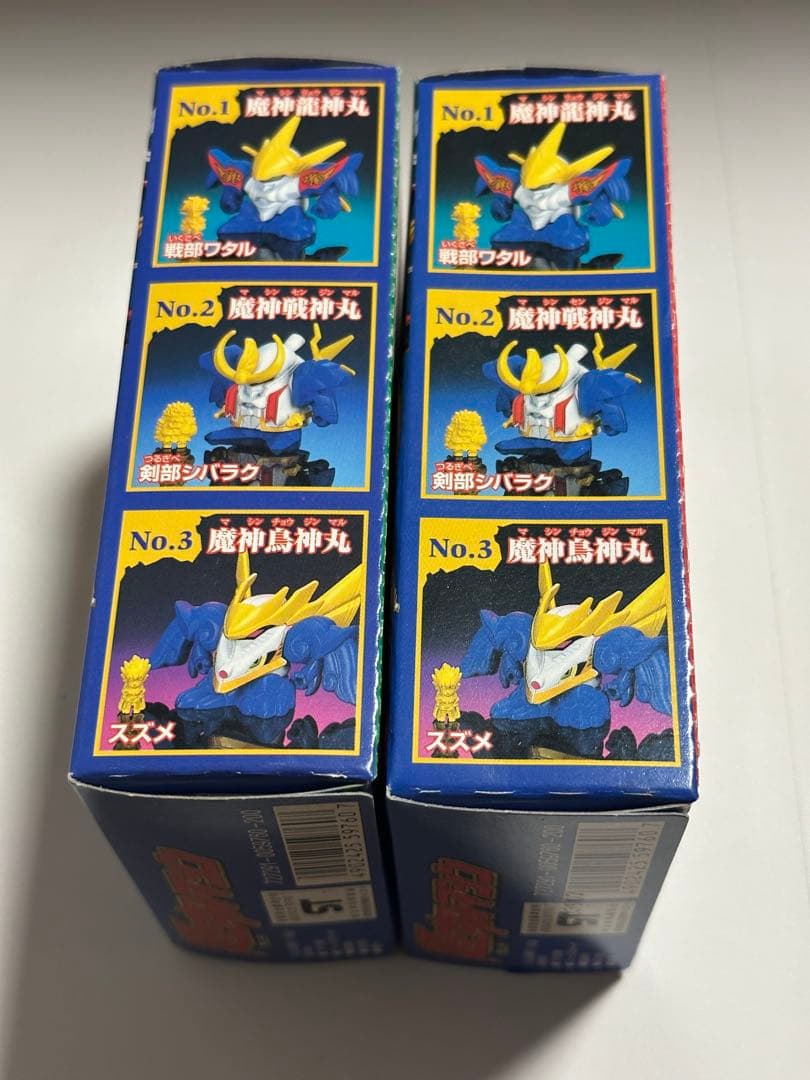 No.1
マ シン リュウ ジン マル
魔神龍神丸
いくさべ
戦部ワタル
No.2
マ シン セン ジン マル
魔神戦神丸
つるぎべ
剣部シバラク
No.3
マ シン チョウ ジン マル
魔神鳥神丸
スズメ
4902425 597607
ST
No.1
マ シン リュウ ジン マル
魔神龍神丸
いくさべ
戦部ワタル
No.2
マ シン セン ジン マル
魔神戦神丸
つるぎべ
剣部シバラク
No.3
マ シン チョウ ジン マル
魔神鳥神丸
スズメ
4902425 597607
ST